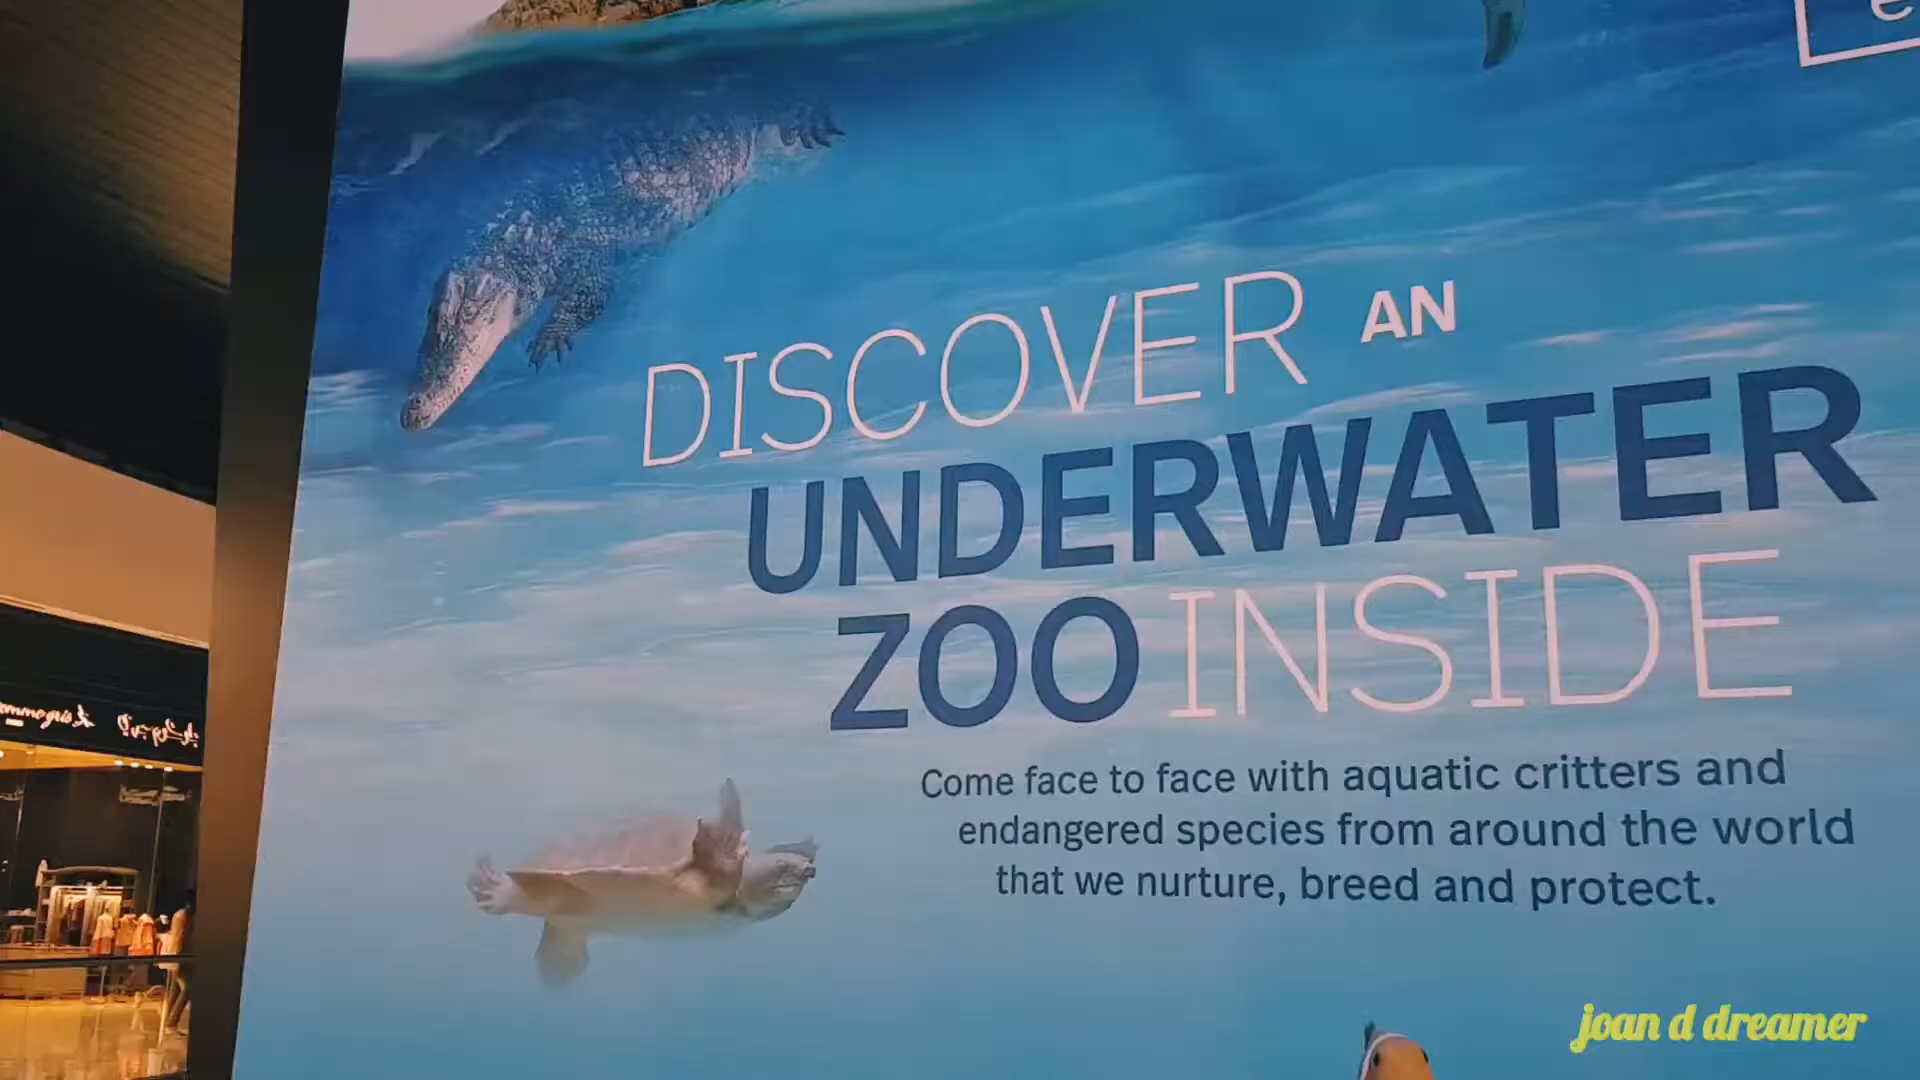 DISCOVER AN
UNDERWATER
ZOO INSIDE
Come face to face with aquatic critters and
endangered species from around the world
that we nurture, breed and protect.
joan d dreamer